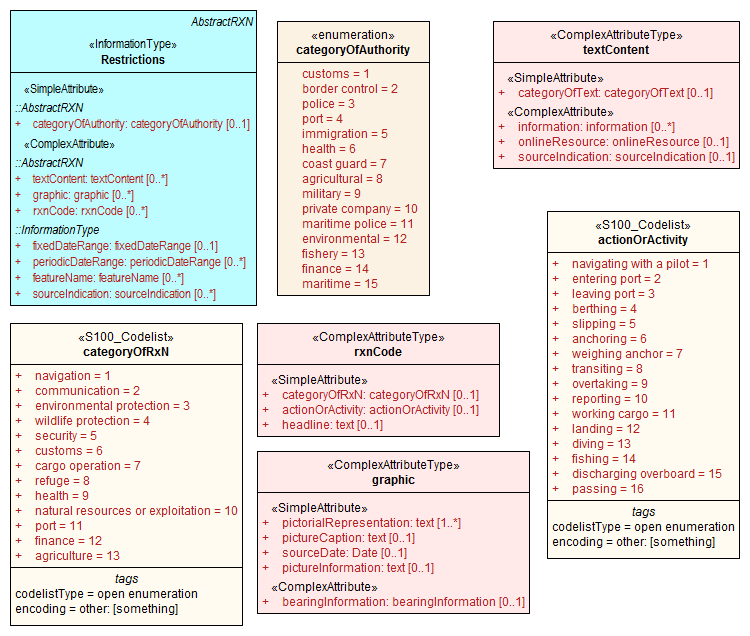 AbstractRXN
«InformationType»
Restrictions
«SimpleAttribute»
::AbstractRXN
+ categoryOfAuthority: categoryOfAuthority [0..1]
«ComplexAttribute»
::AbstractRXN
+ textContent: textContent [0..*]
+ graphic: graphic [0..*]
+ rxnCode: rxnCode [0..*]
::InformationType
+ fixedDateRange: fixedDateRange [0..1]
+ periodicDateRange: periodicDateRange [0..*]
+ featureName: featureName [0..*]
+ sourceIndication: sourceIndication [0..*]
«enumeration»
categoryOfAuthority
customs = 1
border control = 2
police = 3
port = 4
immigration = 5
health = 6
coast guard = 7
agricultural = 8
military = 9
private company = 10
maritime police = 11
environmental = 12
fishery = 13
finance = 14
maritime = 15
«ComplexAttributeType»
textContent
«SimpleAttribute»
+ categoryOfText: categoryOfText [0..1]
«ComplexAttribute»
+ information: information [0..*]
+ onlineResource: onlineResource [0..1]
+ sourceIndication: sourceIndication [0..1]
«S100_Codelist»
actionOrActivity
+ navigating with a pilot = 1
+ entering port = 2
+ leaving port = 3
+ berthing = 4
+ slipping = 5
+ anchoring = 6
+ weighing anchor = 7
+ transiting = 8
+ overtaking = 9
+ reporting = 10
+ working cargo = 11
+ landing = 12
+ diving = 13
+ fishing = 14
+ discharging overboard = 15
+ passing = 16
tags
codelistType = open enumeration
encoding = other: [something]
«S100_Codelist»
categoryOfRxN
+ navigation = 1
+ communication = 2
+ environmental protection = 3
+ wildlife protection = 4
+ security = 5
+ customs = 6
+ cargo operation = 7
+ refuge = 8
+ health = 9
+ natural resources or exploitation = 10
+ port = 11
+ finance = 12
+ agriculture = 13
tags
codelistType = open enumeration
encoding = other: [something]
«ComplexAttributeType»
rxnCode
«SimpleAttribute»
+ categoryOfRxN: categoryOfRxN [0..1]
+ actionOrActivity: actionOrActivity [0..1]
+ headline: text [0..1]
«ComplexAttributeType»
graphic
«SimpleAttribute»
+ pictorialRepresentation: text [1..*]
+ pictureCaption: text [0..1]
+ sourceDate: Date [0..1]
+ pictureInformation: text [0..1]
«ComplexAttribute»
+ bearingInformation: bearingInformation [0..1]